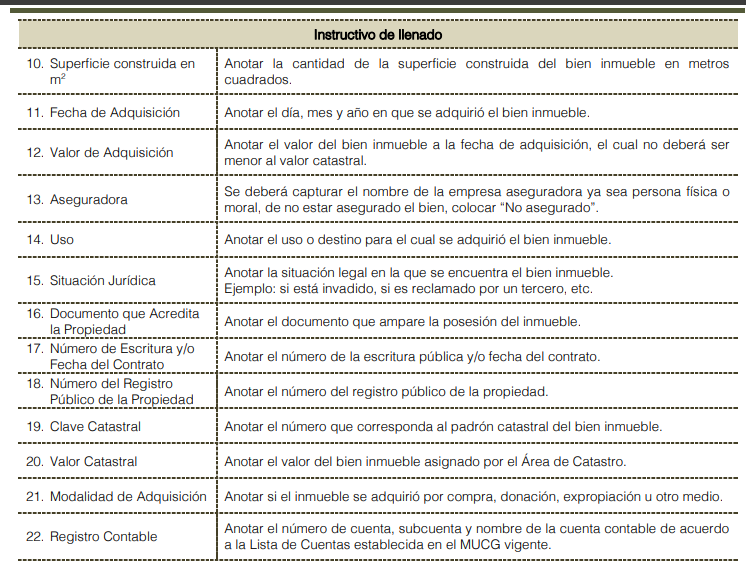 Instructivo de llenado
10. Superficie construida en
m²
Anotar la cantidad de la superficie construida del bien inmueble en metros
cuadrados.
11. Fecha de Adquisición
Anotar el día, mes y año en que se adquirió el bien inmueble.
12. Valor de Adquisición
Anotar el valor del bien inmueble a la fecha de adquisición, el cual no deberá ser
menor al valor catastral.
13. Aseguradora
Se deberá capturar el nombre de la empresa aseguradora ya sea persona física o
moral, de no estar asegurado el bien, colocar “No asegurado”.
14. Uso
Anotar el uso o destino para el cual se adquirió el bien inmueble.
15. Situación Jurídica
Anotar la situación legal en la que se encuentra el bien inmueble.
Ejemplo: si está invadido, si es reclamado por un tercero, etc.
16. Documento que Acredita
la Propiedad
Anotar el documento que ampare la posesión del inmueble.
17. Número de Escritura y/o
Fecha del Contrato
Anotar el número de la escritura pública y/o fecha del contrato.
18. Número del Registro
Público de la Propiedad
Anotar el número del registro público de la propiedad.
19. Clave Catastral
Anotar el número que corresponda al padrón catastral del bien inmueble.
20. Valor Catastral
Anotar el valor del bien inmueble asignado por el Área de Catastro.
21. Modalidad de Adquisición
Anotar si el inmueble se adquirió por compra, donación, expropiación u otro medio.
22. Registro Contable
Anotar el número de cuenta, subcuenta y nombre de la cuenta contable de acuerdo
a la Lista de Cuentas establecida en el MUCG vigente.